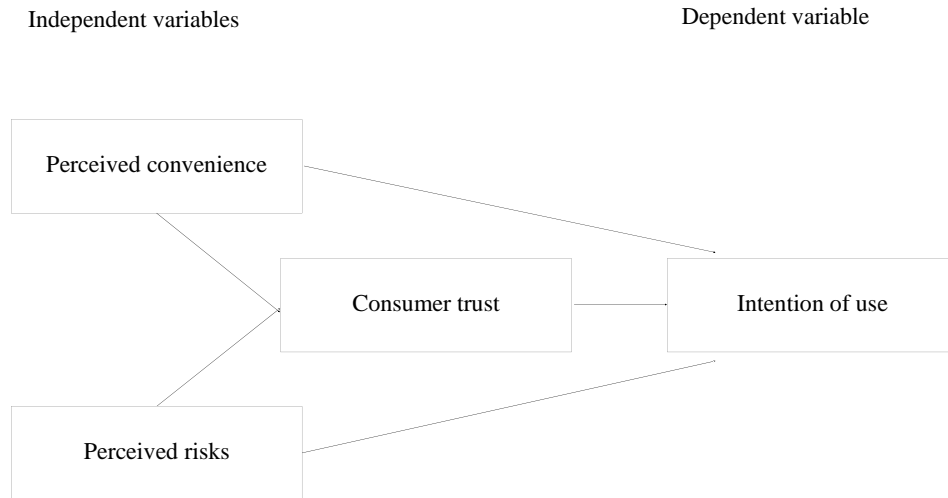 Independent variables
Dependent variable
Perceived convenience
Consumer trust
Intention of use
Perceived risks